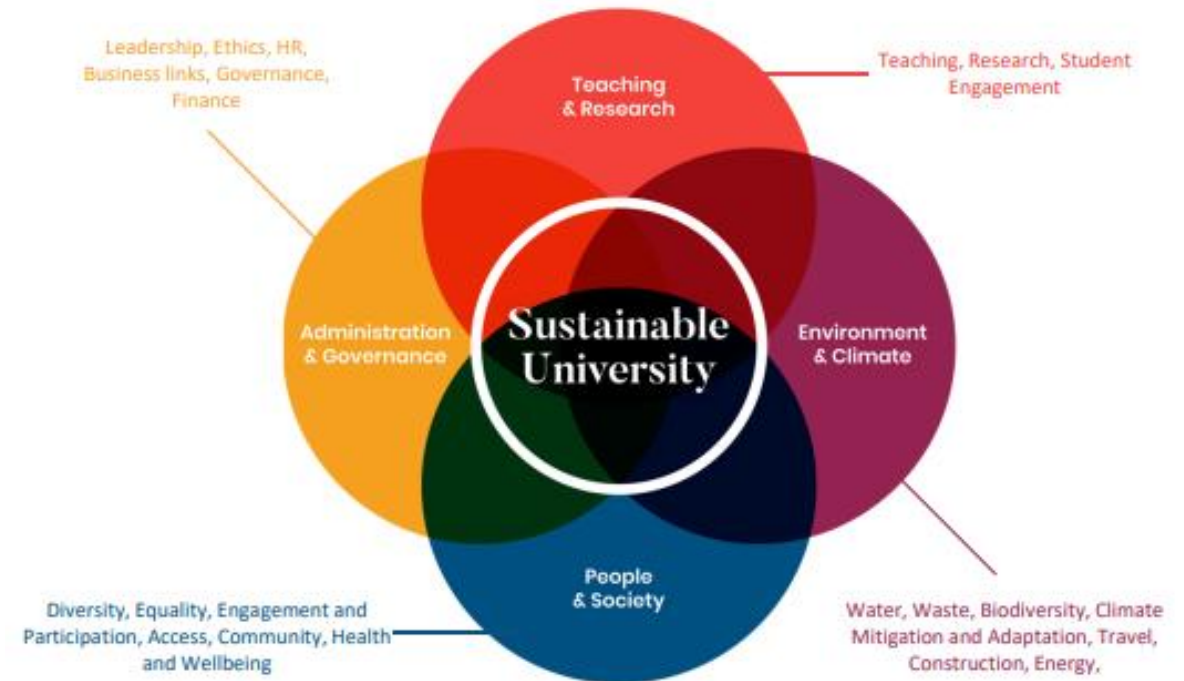 Leadership, Ethics, HR,
Business links, Governance,
Finance
Teaching
& Research
Teaching, Research, Student
Engagement
Administration
& Governance
Sustainable
University
Environment
& Climate
People
& Society
Diversity, Equality, Engagement and
Participation, Access, Community, Health
and Wellbeing
Water, Waste, Biodiversity, Climate
Mitigation and Adaptation, Travel,
Construction, Energy,